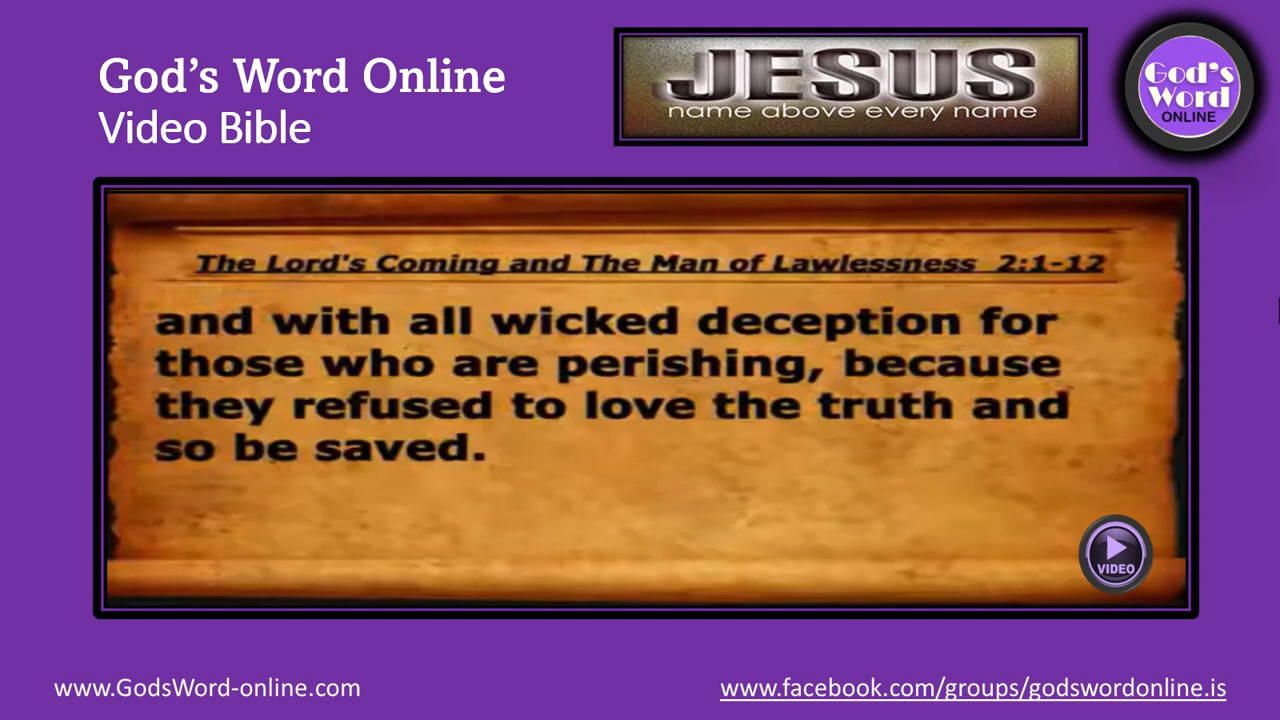 God's Word Online
Video Bible
JESUS
name above every name
God's
Word
ONLINE
The Lord's Coming and The Man of Lawlessness 2:1-12
and with all wicked deception for
those who are perishing, because
they refused to love the truth and
so be saved.
VIDEO
www.GodsWord-online.com
www.facebook.com/groups/godswordonline.is